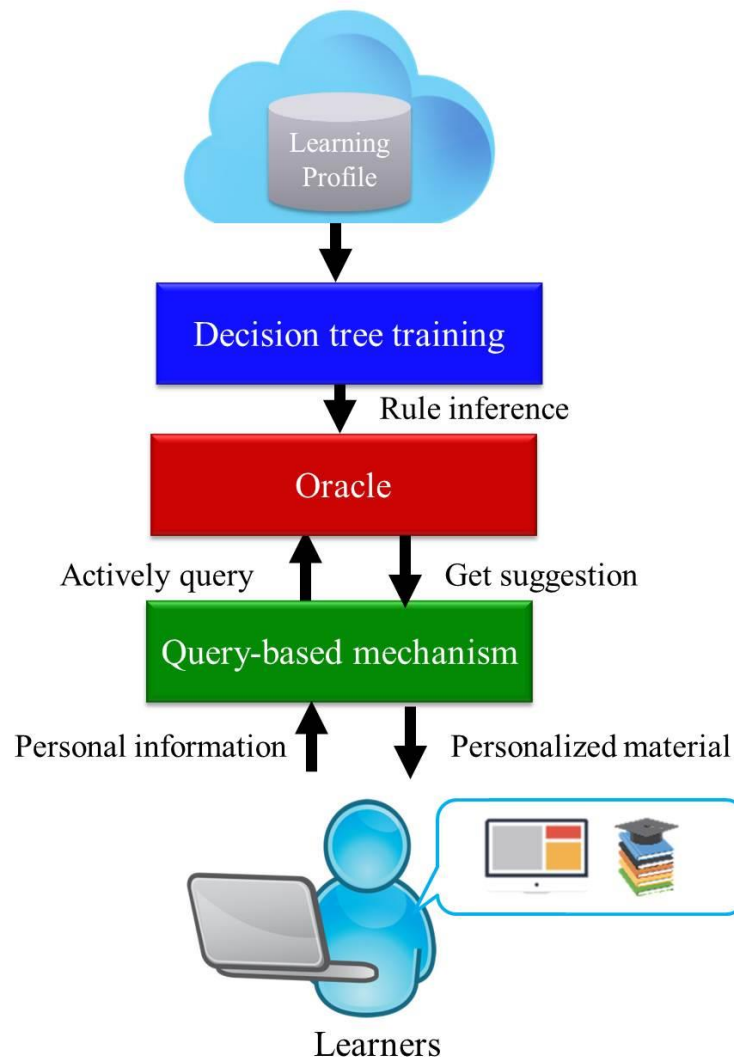 Learning
Profile
Decision tree training
Rule inference
Oracle
Actively query
Get suggestion
Query-based mechanism
Personal information
Personalized material
Learners